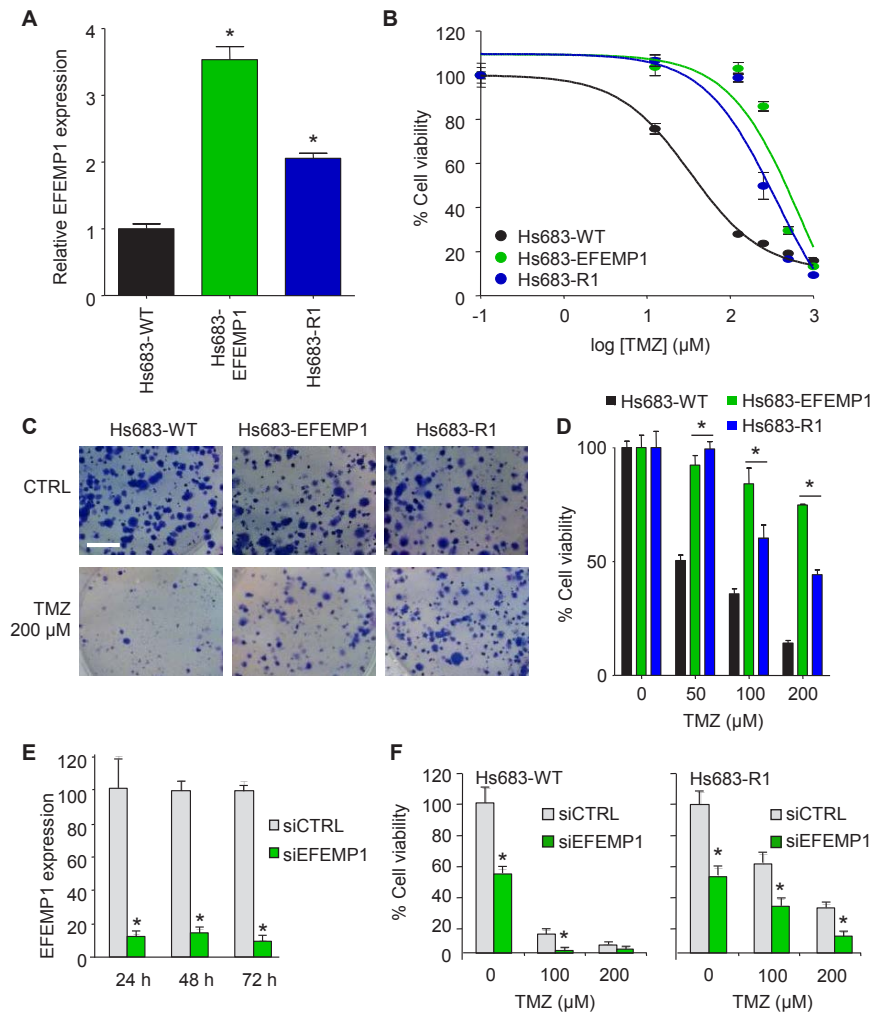 A
Relative EFEMP1 expression
4
3
2
1
0
*
*
Hs683-WT
Hs683-
EFEMP1
Hs683-R1
B
% Cell viability
120
100
80
60
40
20
0
Hs683-WT
Hs683-EFEMP1
Hs683-R1
-1 0 1 2 3
log [TMZ] (µM)
C
Hs683-WT Hs683-EFEMP1 Hs683-R1
CTRL
TMZ
200 µM
D
Hs683-WT Hs683-EFEMP1
Hs683-R1
% Cell viability
100
50
0
* * *
0 50 100 200
TMZ (µM)
E
EFEMP1 expression
120
100
80
60
40
20
0
siCTRL
siEFEMP1
* * *
24 h 48 h 72 h
F
% Cell viability
120
100
80
60
40
20
0
Hs683-WT
siCTRL
siEFEMP1
* *
0 100 200
TMZ (µM)
Hs683-R1
siCTRL
siEFEMP1
* * *
0 100 200
TMZ (µM)